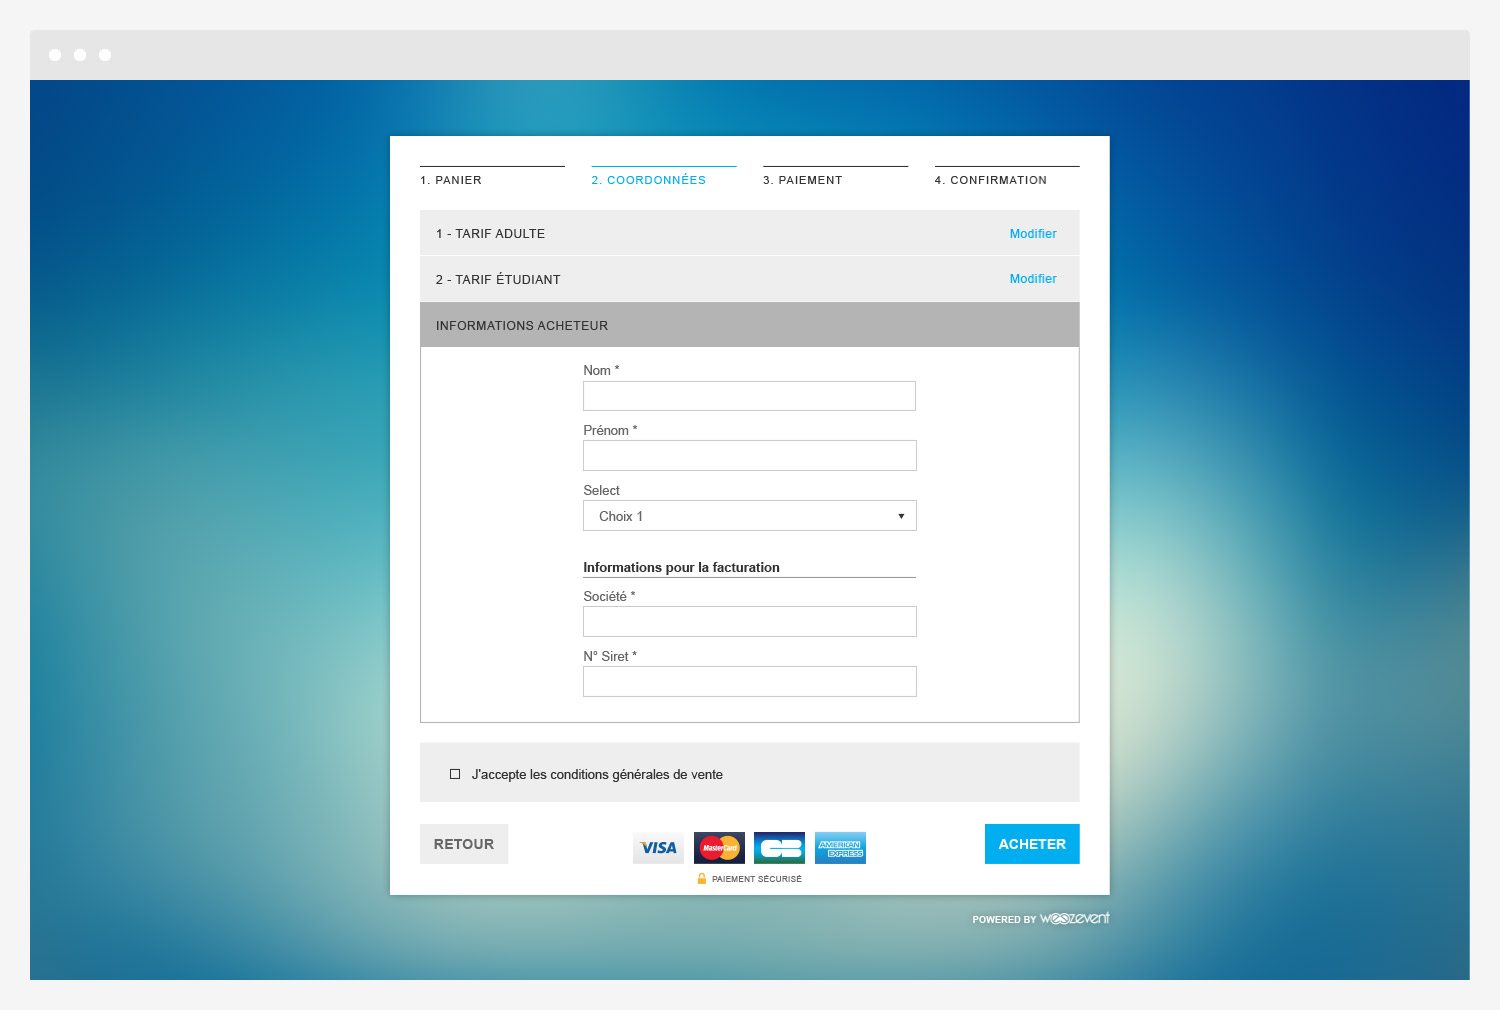 1. PANIER
2. COORDONNÉES
3. PAIEMENT
4. CONFIRMATION
1 - TARIF ADULTE
Modifier
2 - TARIF ÉTUDIANT
Modifier
INFORMATIONS ACHETEUR
Nom *
Prénom *
Select
Choix 1
Informations pour la facturation
Société *
N° Siret *
J'accepte les conditions générales de vente
RETOUR
VISA
MasterCard
CB
AMERICAN
EXPRESS
ACHETER
PAIEMENT SÉCURISÉ
POWERED BY weezevent